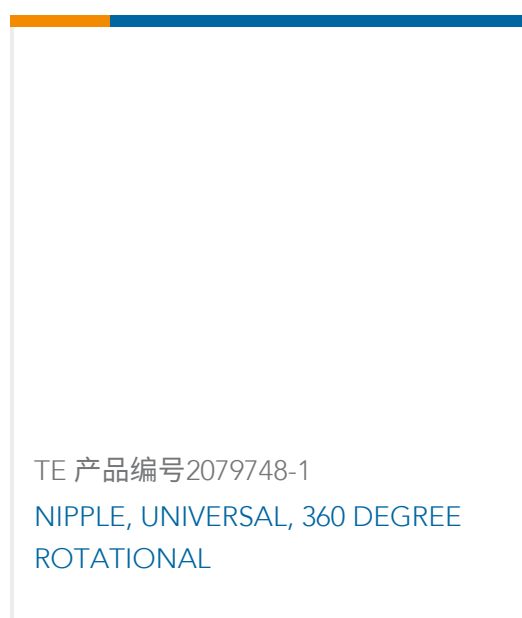 TE 产品编号2079748-1
NIPPLE, UNIVERSAL, 360 DEGREE
ROTATIONAL